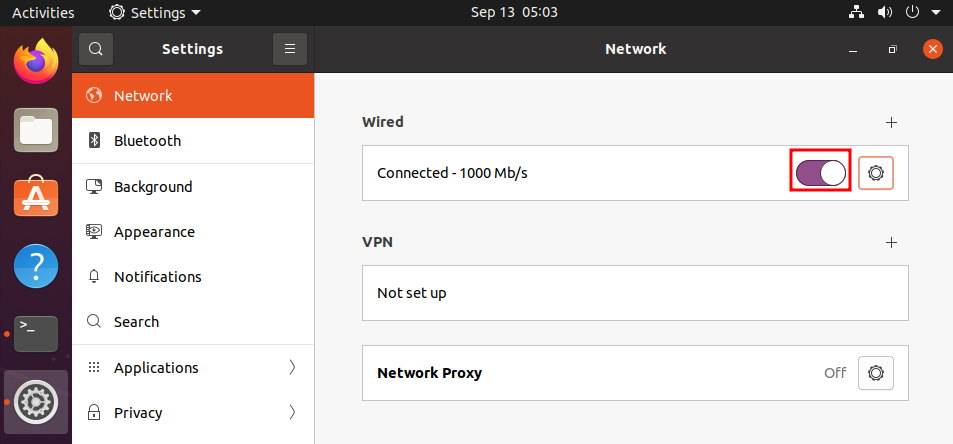 Activities Settings Sep 13 05:03
Settings Network
Network
Bluetooth
Background
Appearance
Notifications
Search
Applications
Privacy
Wired
Connected - 1000 Mb/s
VPN
Not set up
Network Proxy Off
>_
?